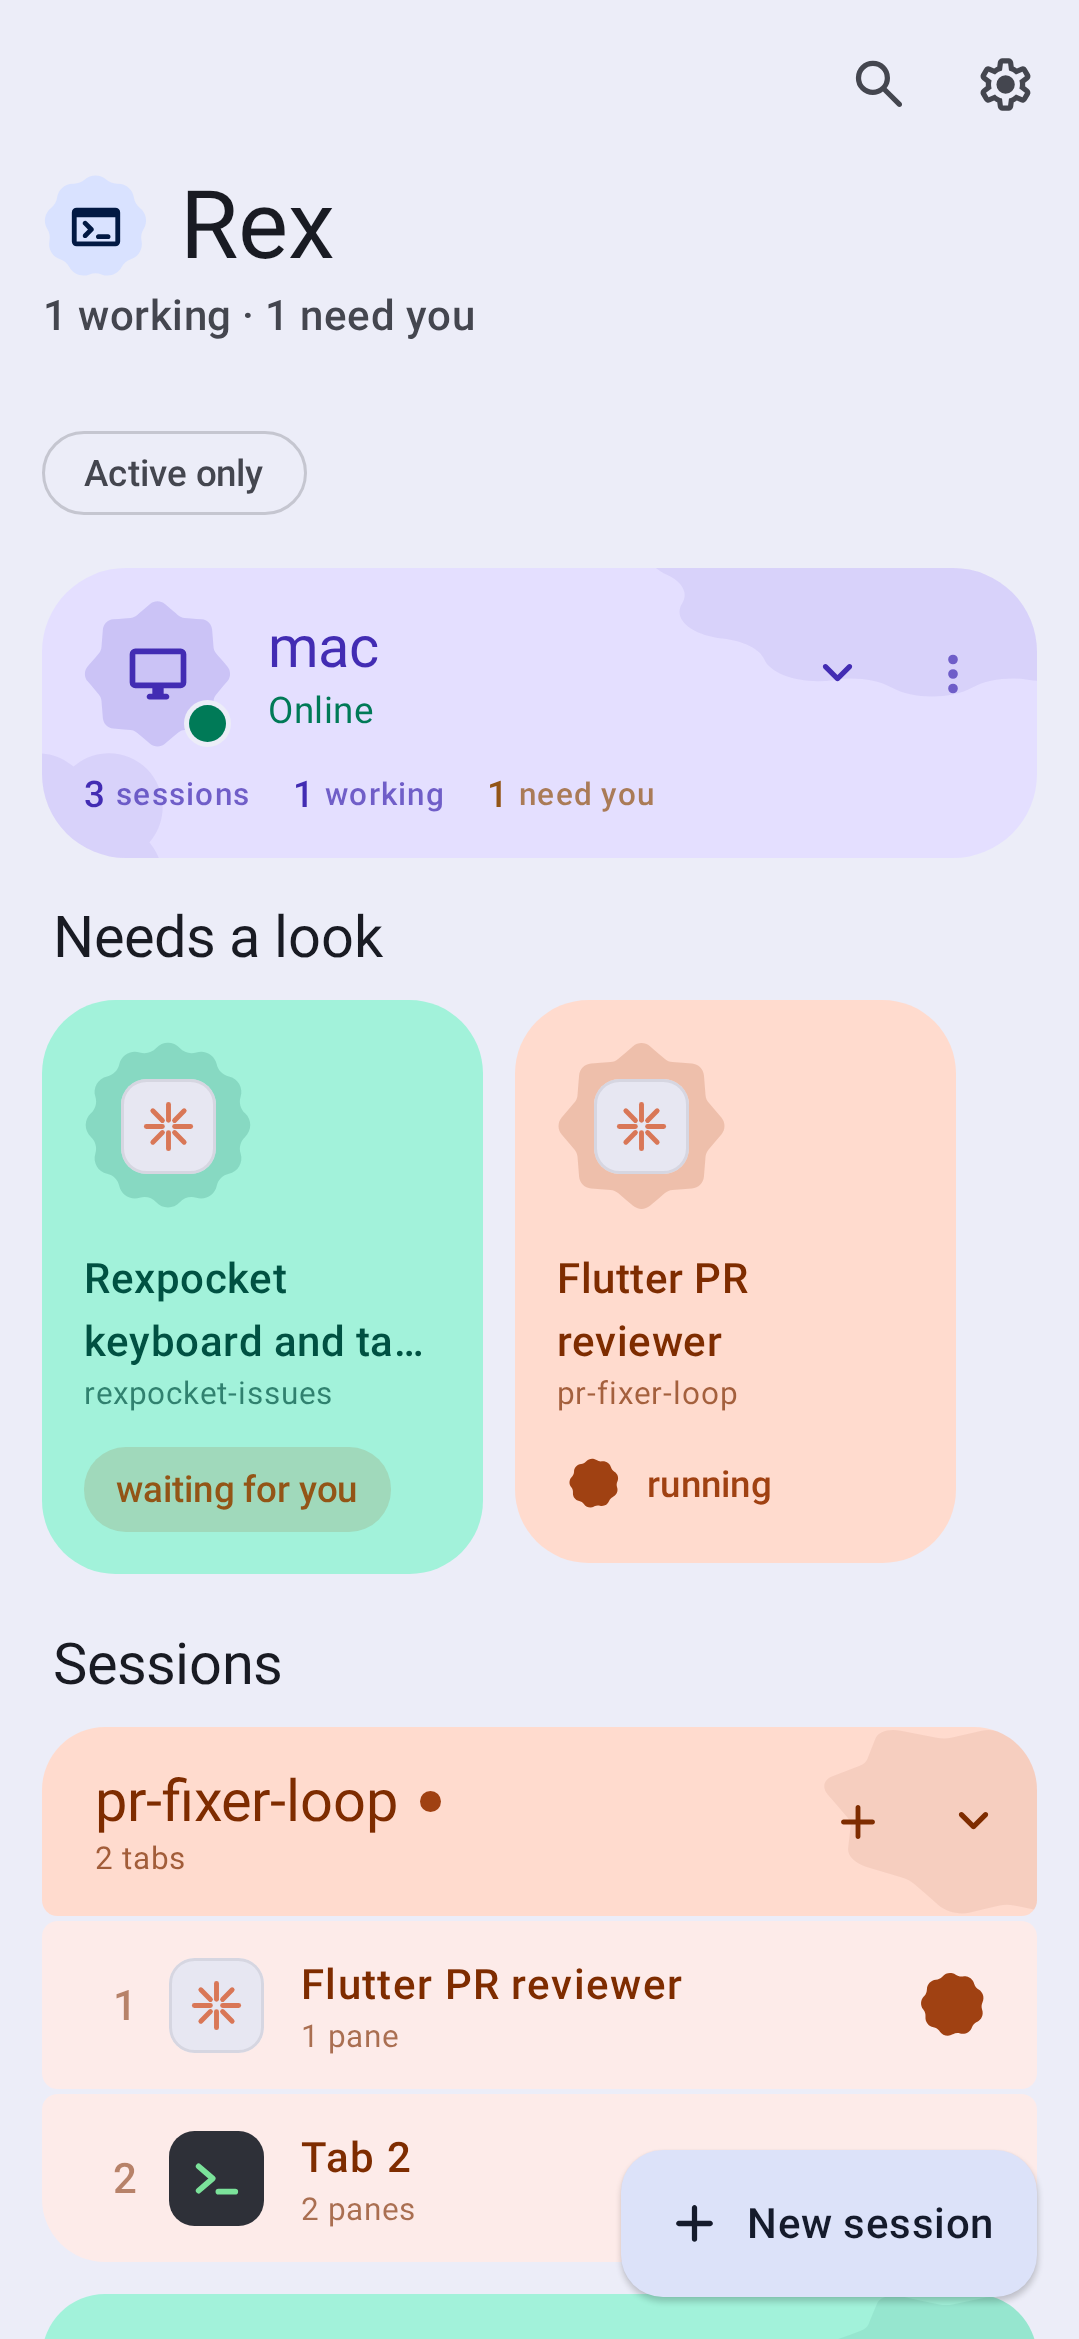 Rex
1 working · 1 need you
Active only
mac
Online
3 sessions 1 working 1 need you
Needs a look
Rexpocket
keyboard and ta…
rexpocket-issues
waiting for you
Flutter PR
reviewer
pr-fixer-loop
running
Sessions
pr-fixer-loop
2 tabs
1
Flutter PR reviewer
1 pane
2
Tab 2
2 panes
New session